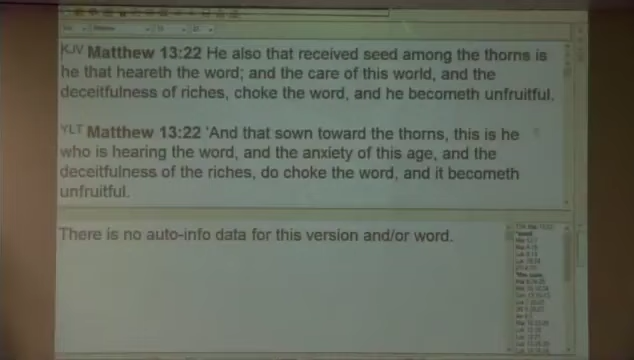 KJV Matthew 13:22 He also that received seed among the thorns is
he that heareth the word; and the care of this world, and the
deceitfulness of riches, choke the word, and he becometh unfruitful.
YLT Matthew 13:22 'And that sown toward the thorns, this is he
who is hearing the word, and the anxiety of this age, and the
deceitfulness of the riches, do choke the word, and it becometh
unfruitful.
There is no auto-info data for this version and/or word.